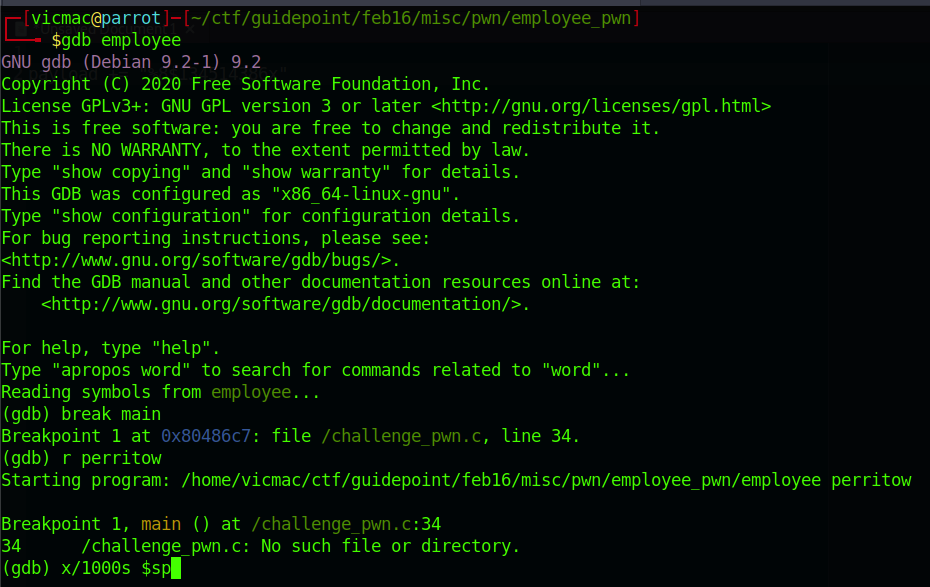 [vicmac@parrot]-[~/ctf/guidepoint/feb16/misc/pwn/employee_pwn]
$gdb employee
GNU gdb (Debian 9.2-1) 9.2
Copyright (C) 2020 Free Software Foundation, Inc.
License GPLv3+: GNU GPL version 3 or later <http://gnu.org/licenses/gpl.html>
This is free software: you are free to change and redistribute it.
There is NO WARRANTY, to the extent permitted by law.
Type "show copying" and "show warranty" for details.
This GDB was configured as "x86_64-linux-gnu".
Type "show configuration" for configuration details.
For bug reporting instructions, please see:
<http://www.gnu.org/software/gdb/bugs/>.
Find the GDB manual and other documentation resources online at:
    <http://www.gnu.org/software/gdb/documentation/>.

For help, type "help".
Type "apropos word" to search for commands related to "word"...
Reading symbols from employee...
(gdb) break main
Breakpoint 1 at 0x80486c7: file /challenge_pwn.c, line 34.
(gdb) r perritow
Starting program: /home/vicmac/ctf/guidepoint/feb16/misc/pwn/employee_pwn/employee perritow

Breakpoint 1, main () at /challenge_pwn.c:34
34      /challenge_pwn.c: No such file or directory.
(gdb) x/1000s $sp